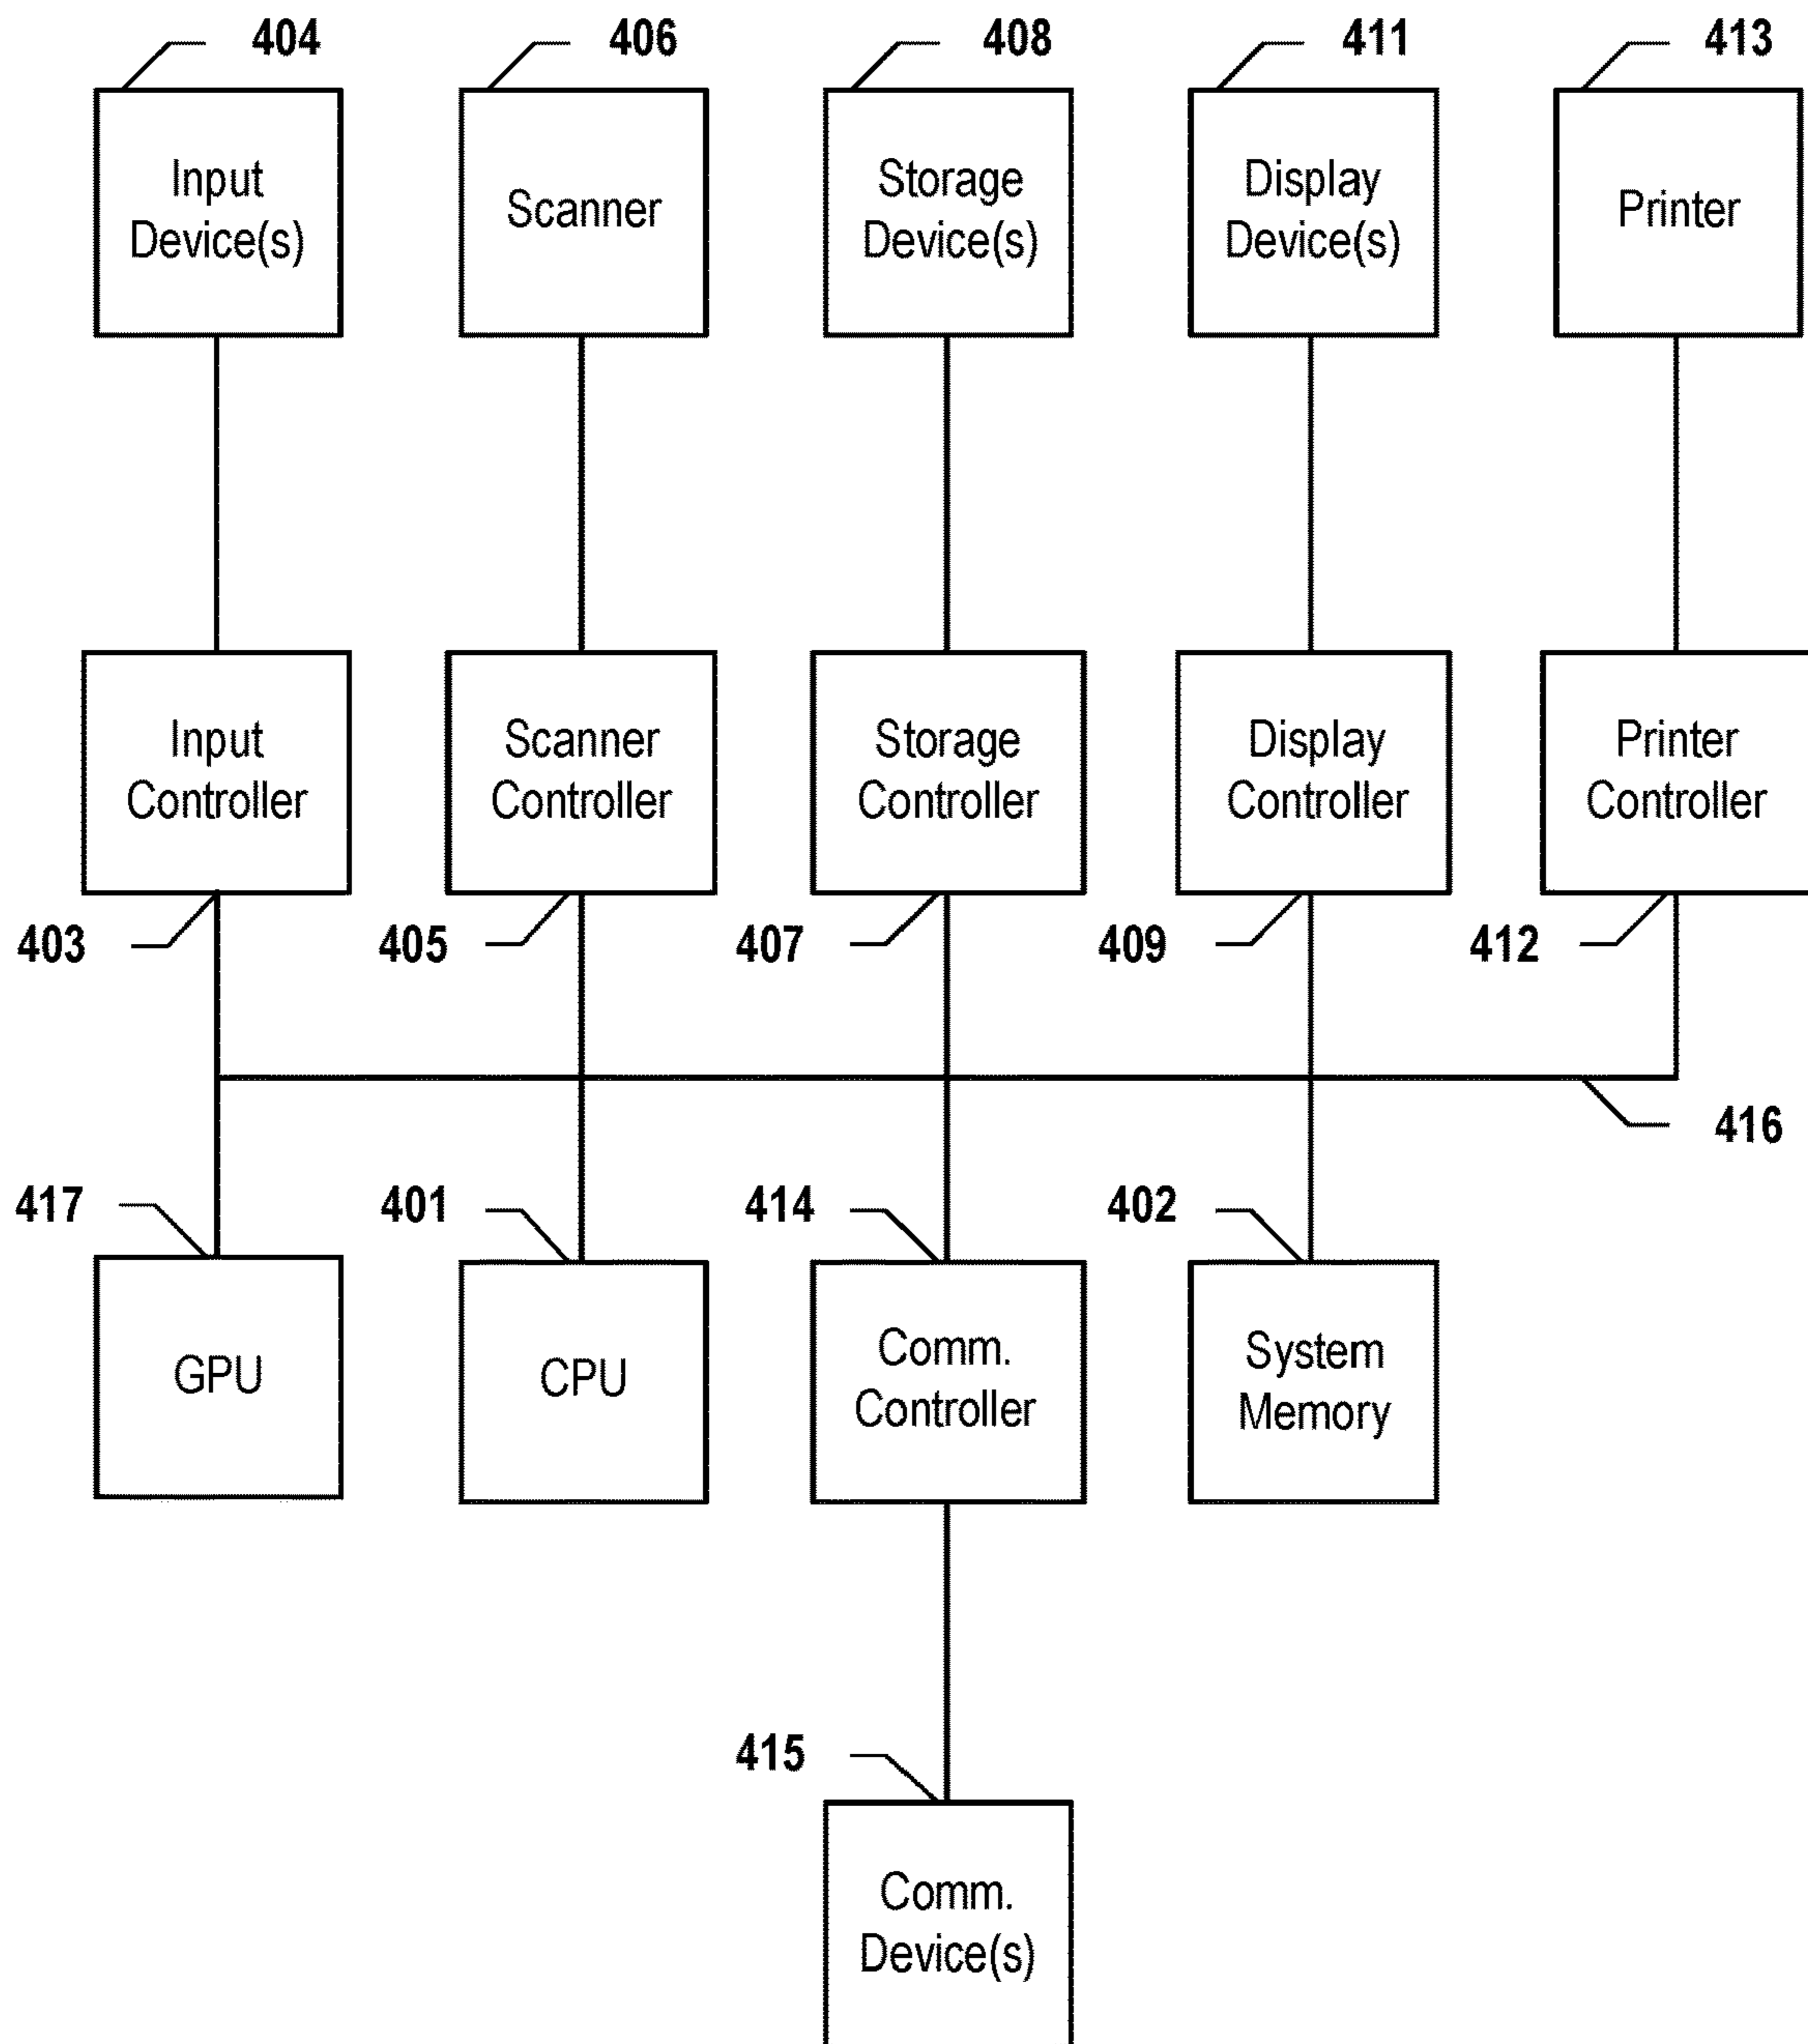 404
406
408
411
413
Input
Device(s)
Scanner
Storage
Device(s)
Display
Device(s)
Printer
Input
Controller
Scanner
Controller
Storage
Controller
Display
Controller
Printer
Controller
403
405
407
409
412
416
417
401
414
402
GPU
CPU
Comm.
Controller
System
Memory
415
Comm.
Device(s)